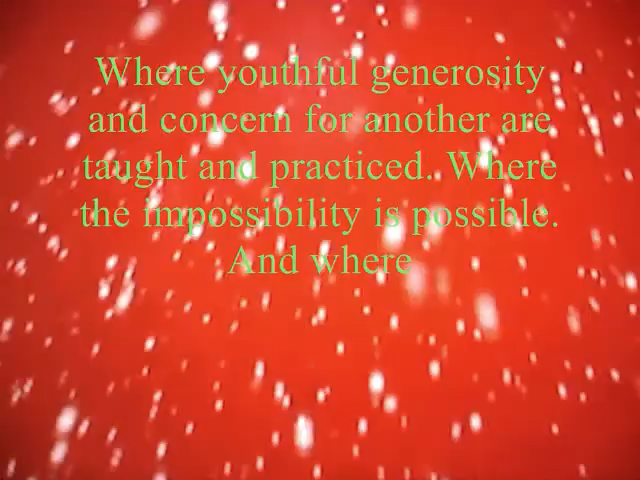 Where youthful generosity
and concern for another are
taught and practiced. Where
the impossibility is possible.
And where